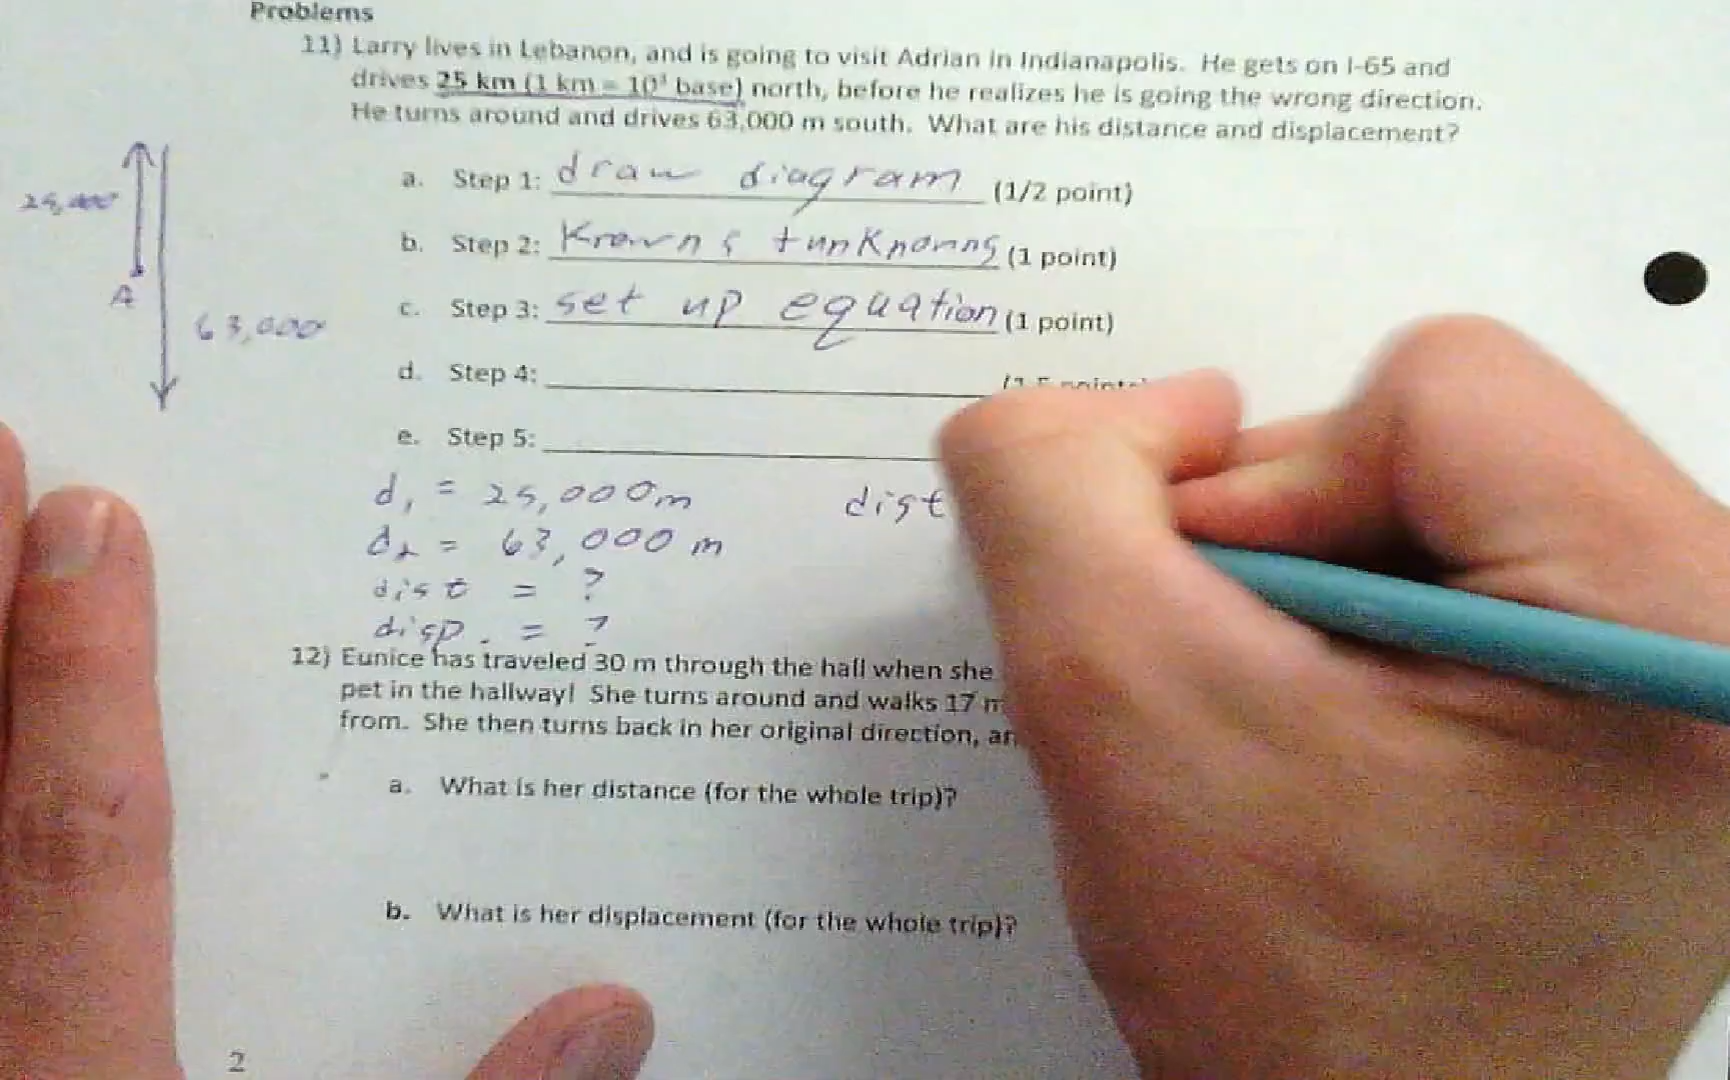 Problems
11) Larry lives in Lebanon, and is going to visit Adrian in Indianapolis. He gets on I-65 and
drives 25 km (1 km = 10³ base) north, before he realizes he is going the wrong direction.
He turns around and drives 63,000 m south. What are his distance and displacement?
25,000
A
63,000
a. Step 1: draw diagram (1/2 point)
b. Step 2: Knowns + unknowns (1 point)
c. Step 3: set up equation (1 point)
d. Step 4:
e. Step 5:
d₁ = 25,000m
dist
d₂ = 63,000 m
dist = ?
disp. = ?
12) Eunice has traveled 30 m through the hall when she
pet in the hallway! She turns around and walks 17 m
from. She then turns back in her original direction,
a. What is her distance (for the whole trip)?
b. What is her displacement (for the whole trip)?
2